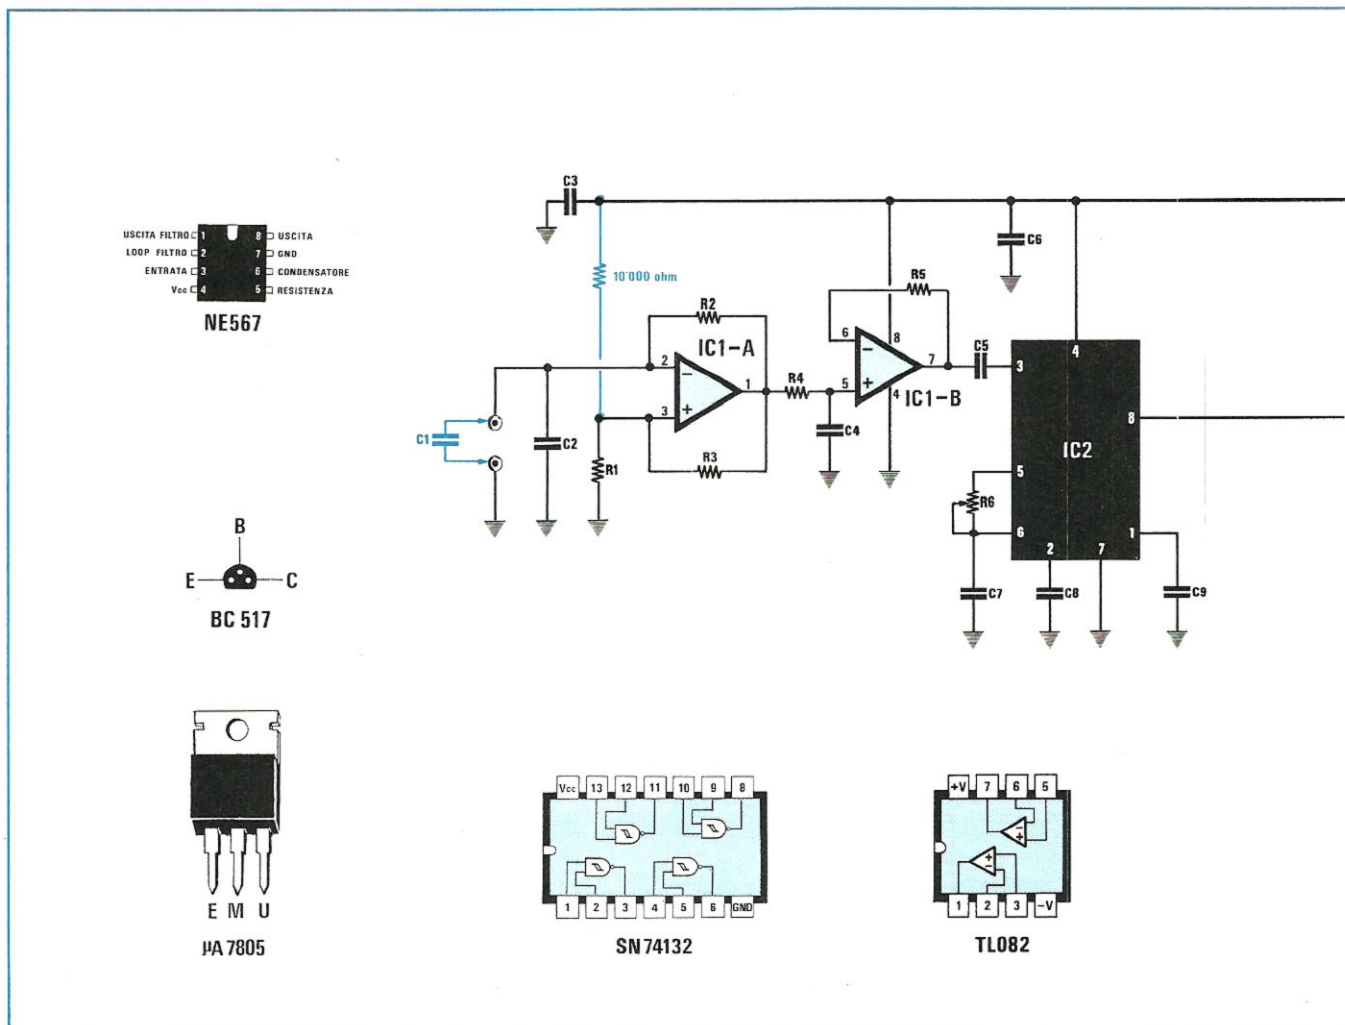 C3
C6
10'000 ohm
R5
R2
IC1-A
2
3
1
R4
6
5
8
7
4
IC1-B
C5
C4
R3
R1
C2
C1
3
4
8
IC2
5
6
R6
2
7
1
C7
C8
C9
USCITA FILTRO 1 8 USCITA
LOOP FILTRO 2 7 GND
ENTRATA 3 6 CONDENSATORE
Vcc 4 5 RESISTENZA
NE567
B
E C
BC 517
E M U
µA 7805
Vcc 13 12 11 10 9 8
1 2 3 4 5 6 GND
SN74132
+V 7 6 5
1 2 3 -V
TL082